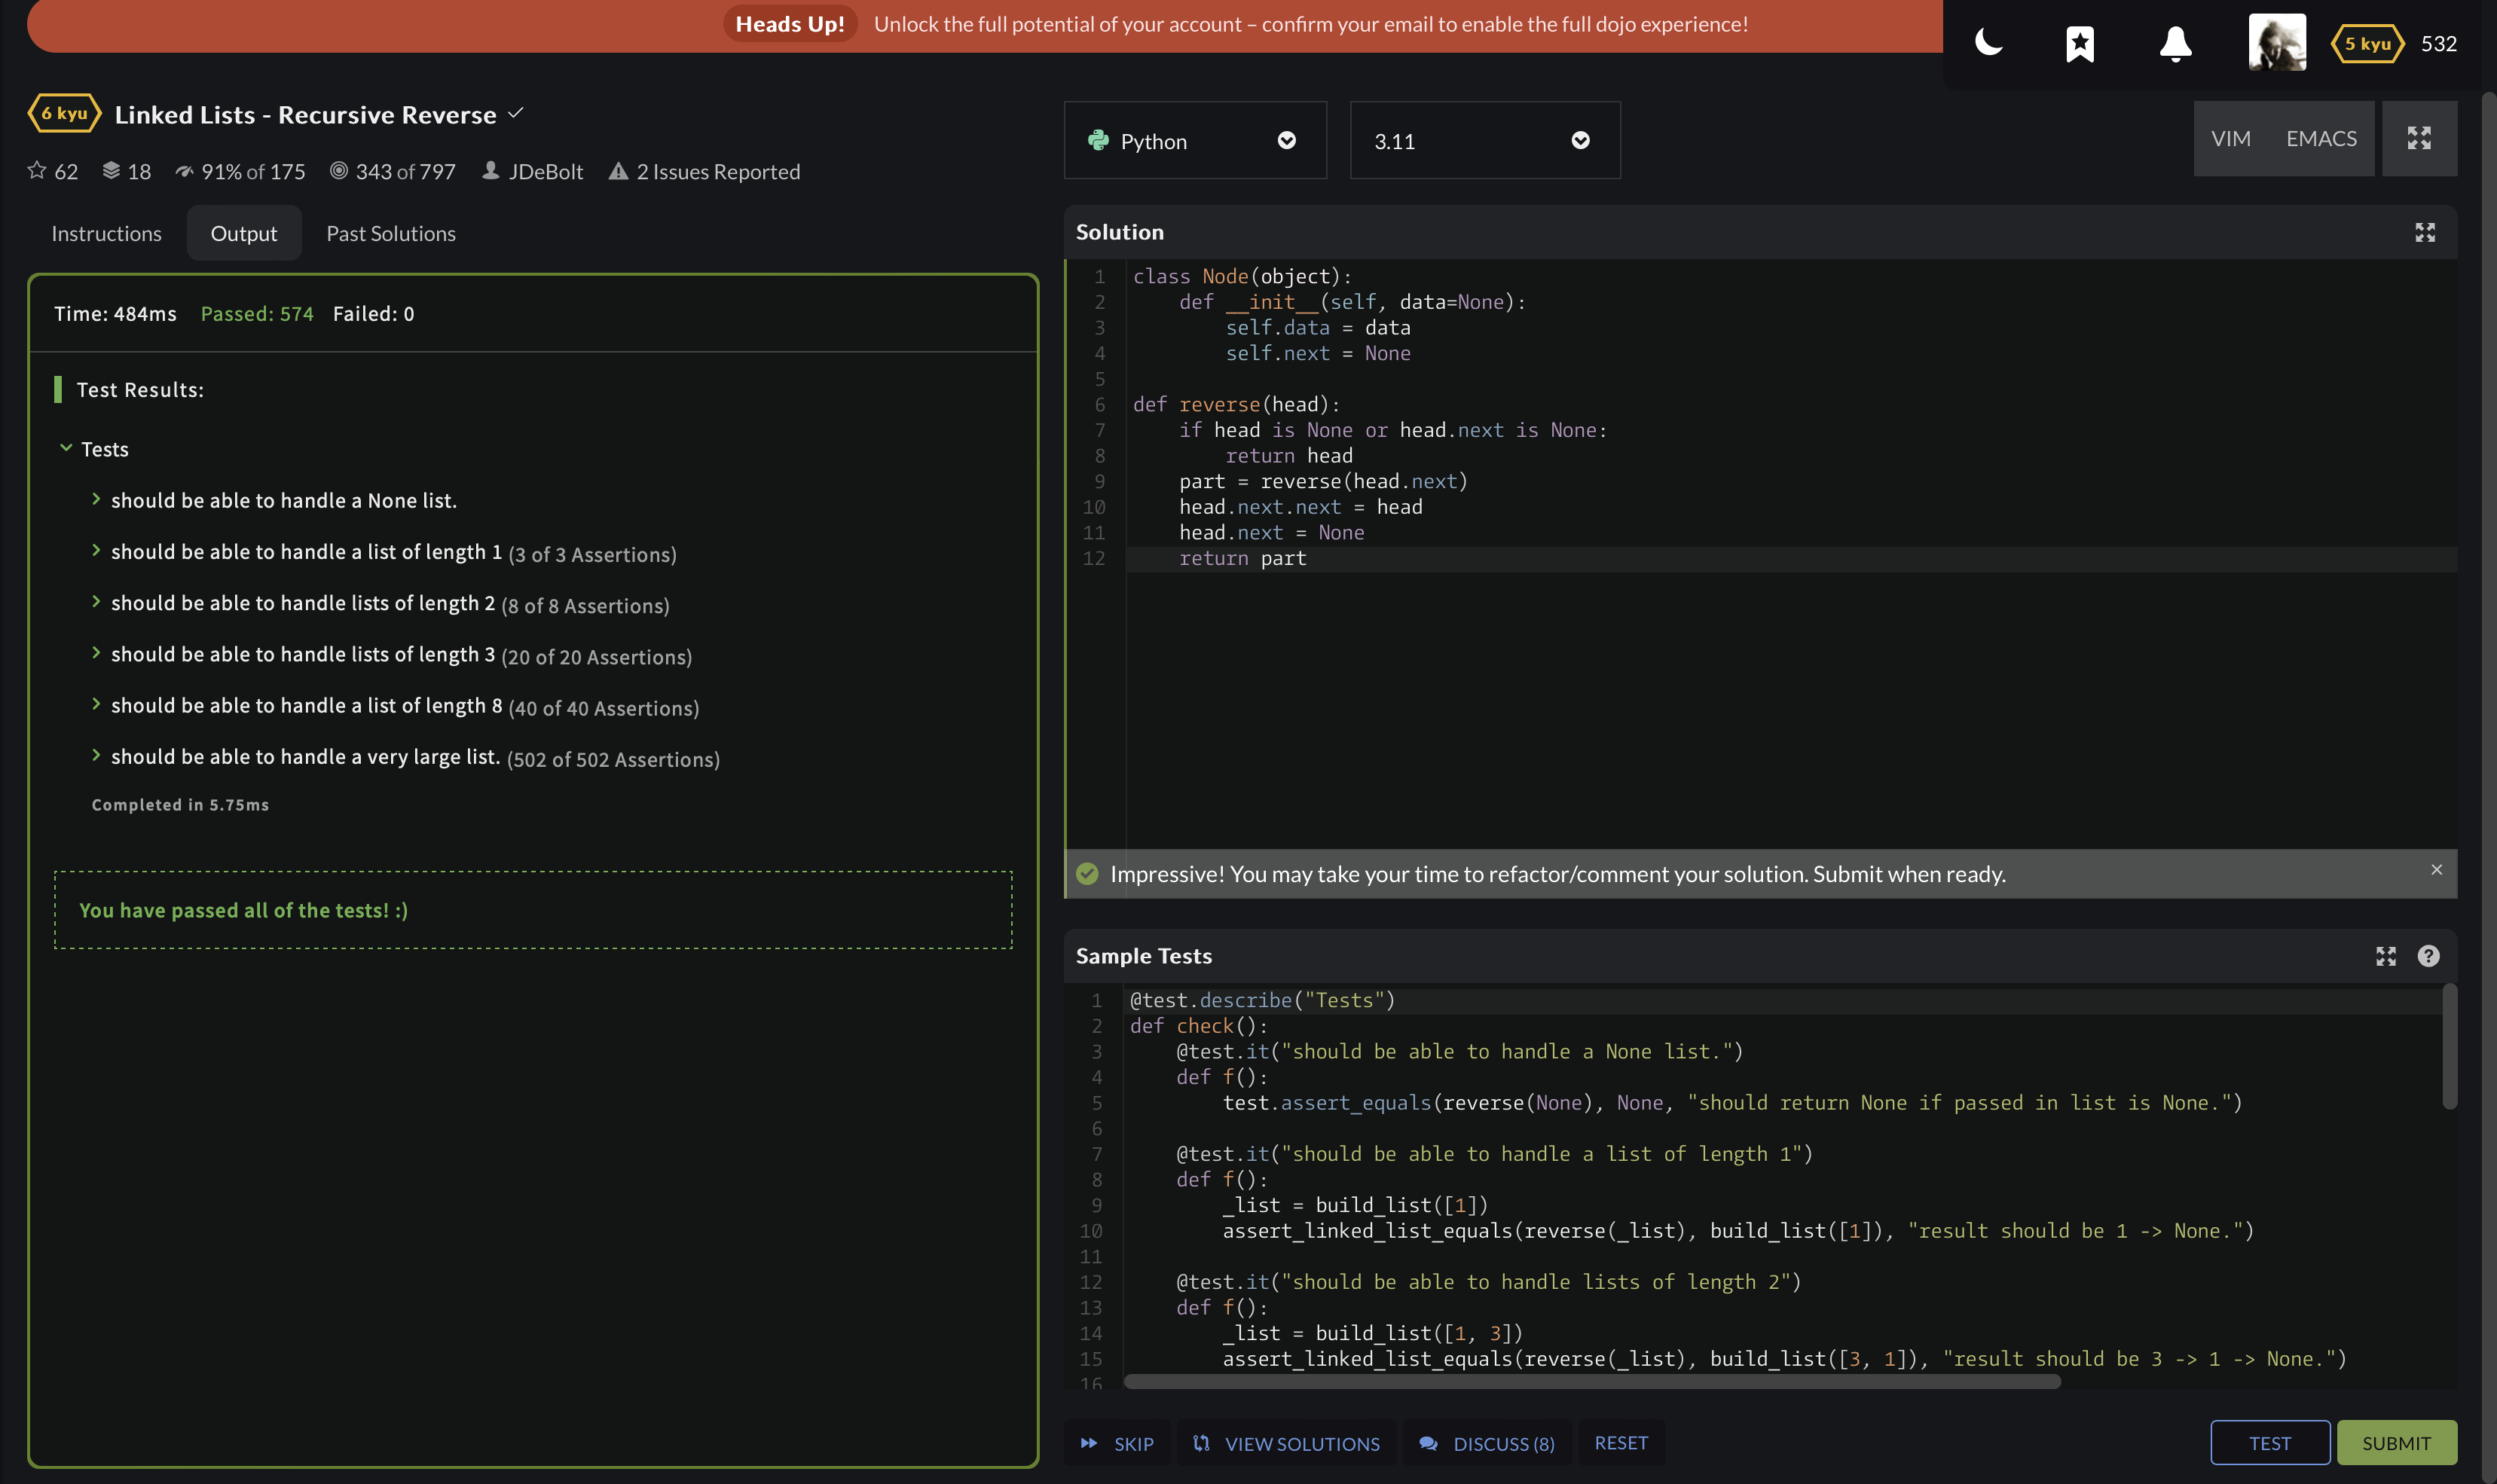 Heads Up! Unlock the full potential of your account – confirm your email to enable the full dojo experience!
5 kyu 532
6 kyu Linked Lists - Recursive Reverse
62 18 91% of 175 343 of 797 JDeBolt 2 Issues Reported
Instructions Output Past Solutions
Time: 484ms Passed: 574 Failed: 0
Test Results:
Tests
should be able to handle a None list.
should be able to handle a list of length 1 (3 of 3 Assertions)
should be able to handle lists of length 2 (8 of 8 Assertions)
should be able to handle lists of length 3 (20 of 20 Assertions)
should be able to handle a list of length 8 (40 of 40 Assertions)
should be able to handle a very large list. (502 of 502 Assertions)
Completed in 5.75ms
You have passed all of the tests! :)
Python 3.11 VIM EMACS
Solution
1 class Node(object):
2     def __init__(self, data=None):
3         self.data = data
4         self.next = None
5
6 def reverse(head):
7     if head is None or head.next is None:
8         return head
9     part = reverse(head.next)
10     head.next.next = head
11     head.next = None
12     return part
Impressive! You may take your time to refactor/comment your solution. Submit when ready.
Sample Tests
1 @test.describe("Tests")
2 def check():
3     @test.it("should be able to handle a None list.")
4     def f():
5         test.assert_equals(reverse(None), None, "should return None if passed in list is None.")
6
7     @test.it("should be able to handle a list of length 1")
8     def f():
9         _list = build_list([1])
10         assert_linked_list_equals(reverse(_list), build_list([1]), "result should be 1 -> None.")
11
12     @test.it("should be able to handle lists of length 2")
13     def f():
14         _list = build_list([1, 3])
15         assert_linked_list_equals(reverse(_list), build_list([3, 1]), "result should be 3 -> 1 -> None.")
16
SKIP VIEW SOLUTIONS DISCUSS (8) RESET TEST SUBMIT